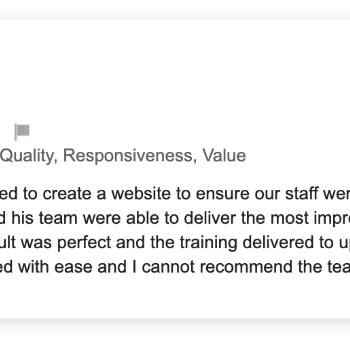 Quality, Responsiveness, Value
ed to create a website to ensure our staff wer
d his team were able to deliver the most impr
ult was perfect and the training delivered to u
ed with ease and I cannot recommend the tea